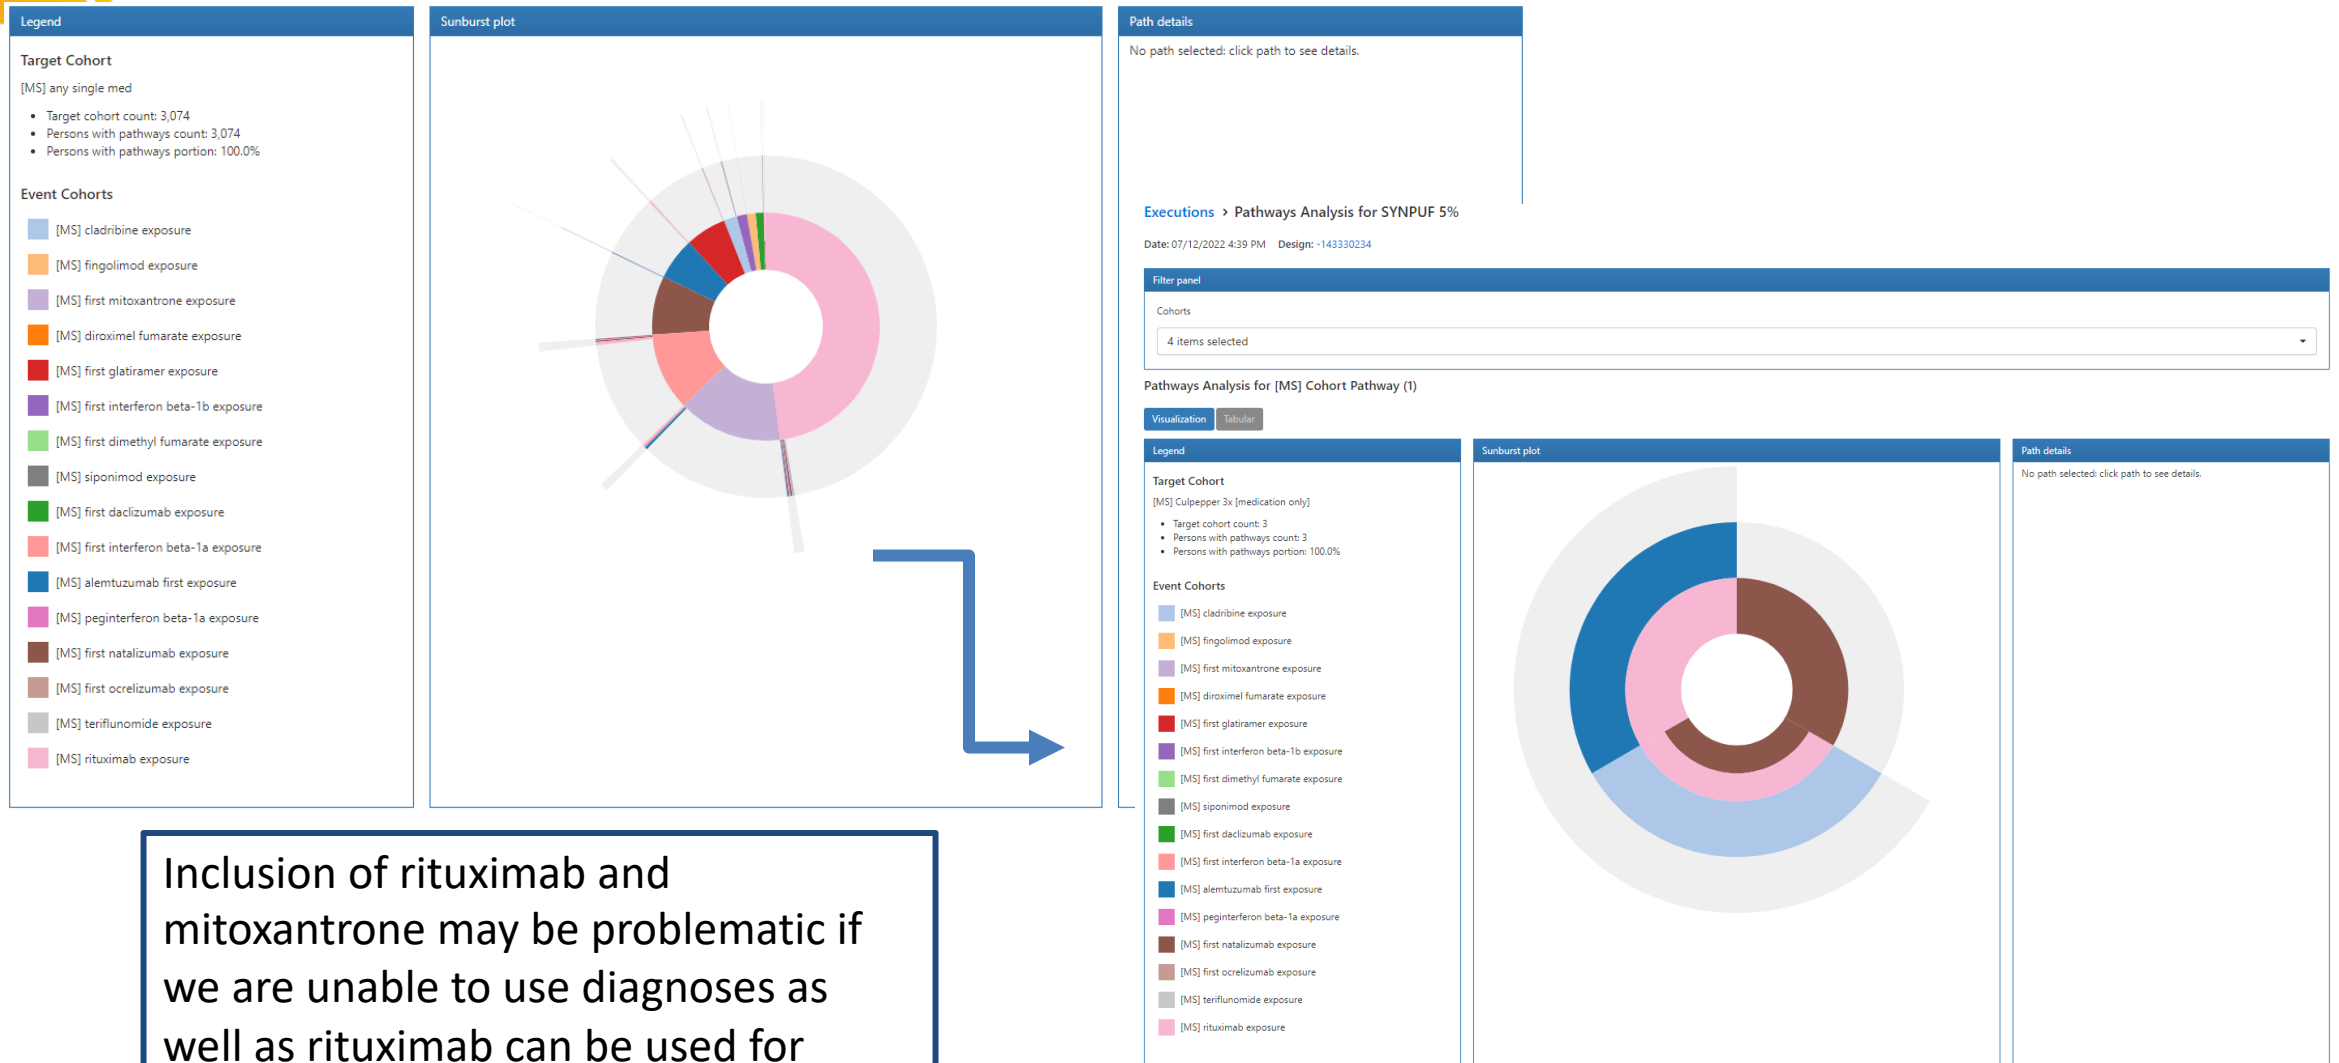 Legend
Target Cohort
[MS] any single med
• Target cohort count: 3,074
• Persons with pathways count: 3,074
• Persons with pathways portion: 100.0%
Event Cohorts
[MS] cladribine exposure
[MS] fingolimod exposure
[MS] first mitoxantrone exposure
[MS] diroximel fumarate exposure
[MS] first glatiramer exposure
[MS] first interferon beta-1b exposure
[MS] first dimethyl fumarate exposure
[MS] siponimod exposure
[MS] first daclizumab exposure
[MS] first interferon beta-1a exposure
[MS] alemtuzumab first exposure
[MS] peginterferon beta-1a exposure
[MS] first natalizumab exposure
[MS] first ocrelizumab exposure
[MS] teriflunomide exposure
[MS] rituximab exposure
Sunburst plot
Path details
No path selected: click path to see details.
Executions > Pathways Analysis for SYNPUF 5%
Date: 07/12/2022 4:39 PM Design: -143330234
Filter panel
Cohorts
4 items selected
Pathways Analysis for [MS] Cohort Pathway (1)
Visualization Tabular
Legend
Target Cohort
[MS] Culpepper 3x [medication only]
• Target cohort count: 3
• Persons with pathways count: 3
• Persons with pathways portion: 100.0%
Event Cohorts
[MS] cladribine exposure
[MS] fingolimod exposure
[MS] first mitoxantrone exposure
[MS] diroximel fumarate exposure
[MS] first glatiramer exposure
[MS] first interferon beta-1b exposure
[MS] first dimethyl fumarate exposure
[MS] siponimod exposure
[MS] first daclizumab exposure
[MS] first interferon beta-1a exposure
[MS] alemtuzumab first exposure
[MS] peginterferon beta-1a exposure
[MS] first natalizumab exposure
[MS] first ocrelizumab exposure
[MS] teriflunomide exposure
[MS] rituximab exposure
Sunburst plot
Path details
No path selected: click path to see details.
Inclusion of rituximab and
mitoxantrone may be problematic if
we are unable to use diagnoses as
well as rituximab can be used for